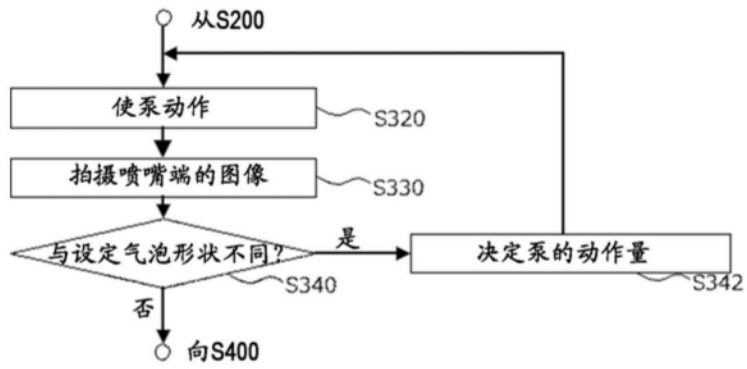 从S200
使泵动作
S320
拍摄喷嘴端的图像
S330
与设定气泡形状不同?
是
决定泵的动作量
S340
S342
否
向S400